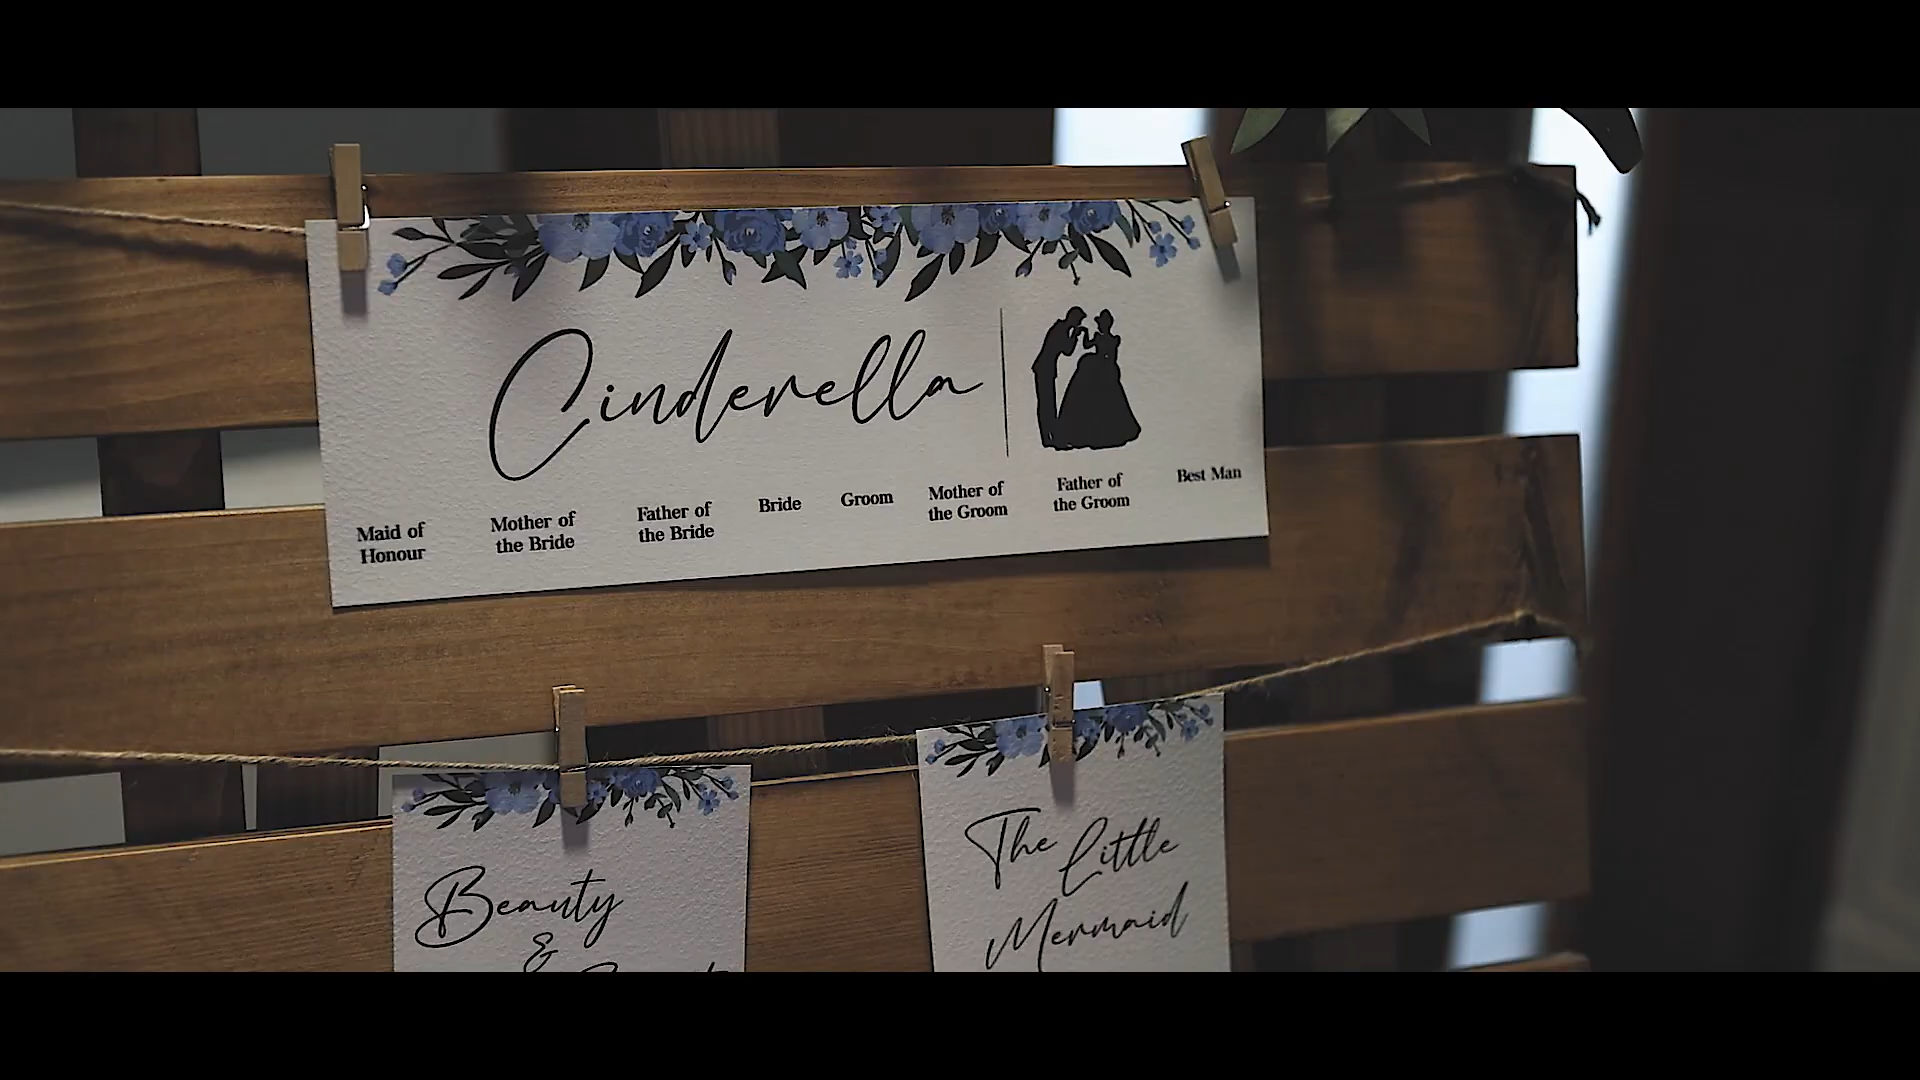 Cinderella
Maid of
Honour
Mother of
the Bride
Father of
the Bride
Bride
Groom
Mother of
the Groom
Father of
the Groom
Best Man
Beauty
&
The Little
Mermaid